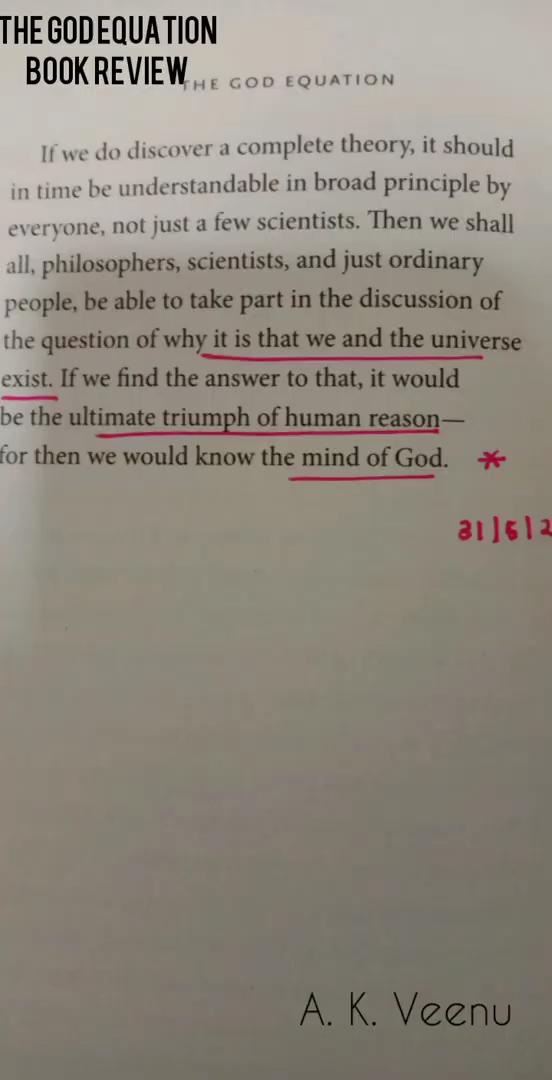 THE GOD EQUATION
BOOK REVIEW
THE GOD EQUATION
If we do discover a complete theory, it should
in time be understandable in broad principle by
everyone, not just a few scientists. Then we shall
all, philosophers, scientists, and just ordinary
people, be able to take part in the discussion of
the question of why it is that we and the universe
exist. If we find the answer to that, it would
be the ultimate triumph of human reason—
for then we would know the mind of God. *
A. K. Veenu